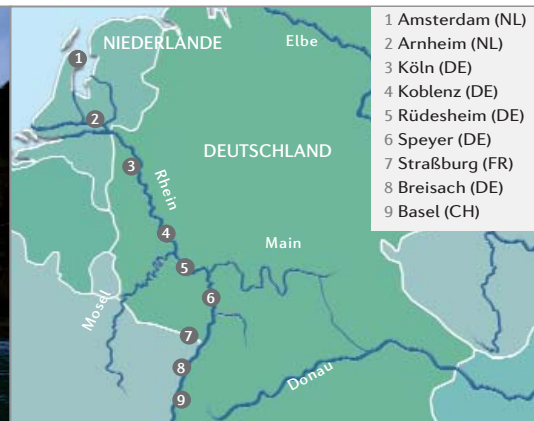 NIEDERLANDE
Elbe
DEUTSCHLAND
Rhein
Main
Mosel
Donau
1
2
3
4
5
6
7
8
9
1 Amsterdam (NL)
2 Arnheim (NL)
3 Köln (DE)
4 Koblenz (DE)
5 Rüdesheim (DE)
6 Speyer (DE)
7 Straßburg (FR)
8 Breisach (DE)
9 Basel (CH)